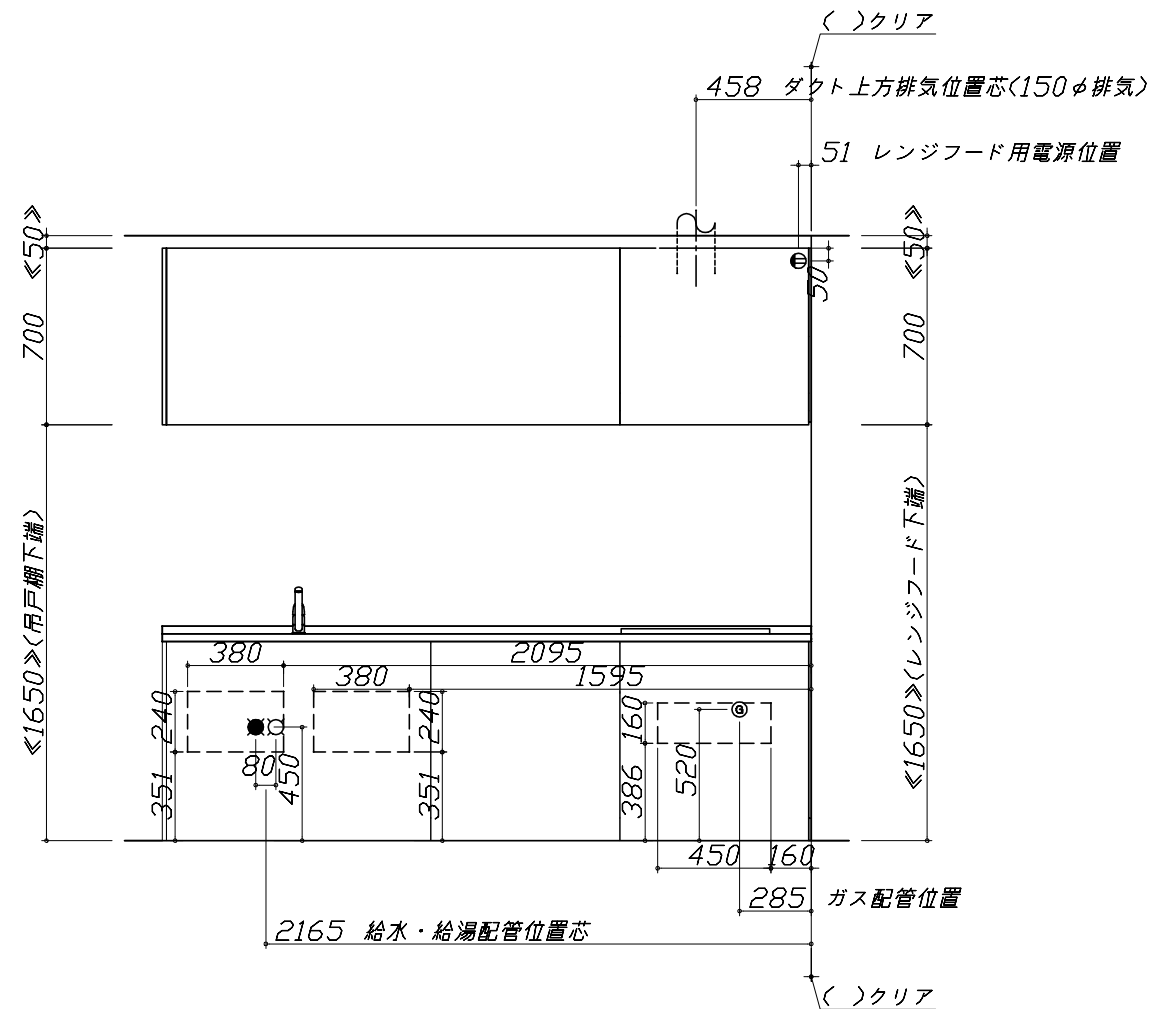 ( )クリア
458 ダクト上方排気位置芯(150φ排気)
51 レンジフード用電源位置
≪50≫
≪50≫
50
700
700
≪1650≫(吊戸棚下端)
≪1650≫(レンジフード下端)
380
2095
380
1595
240
240
160
G
80
450
351
351
386
520
450
160
285 ガス配管位置
2165 給水・給湯配管位置芯
( )クリア